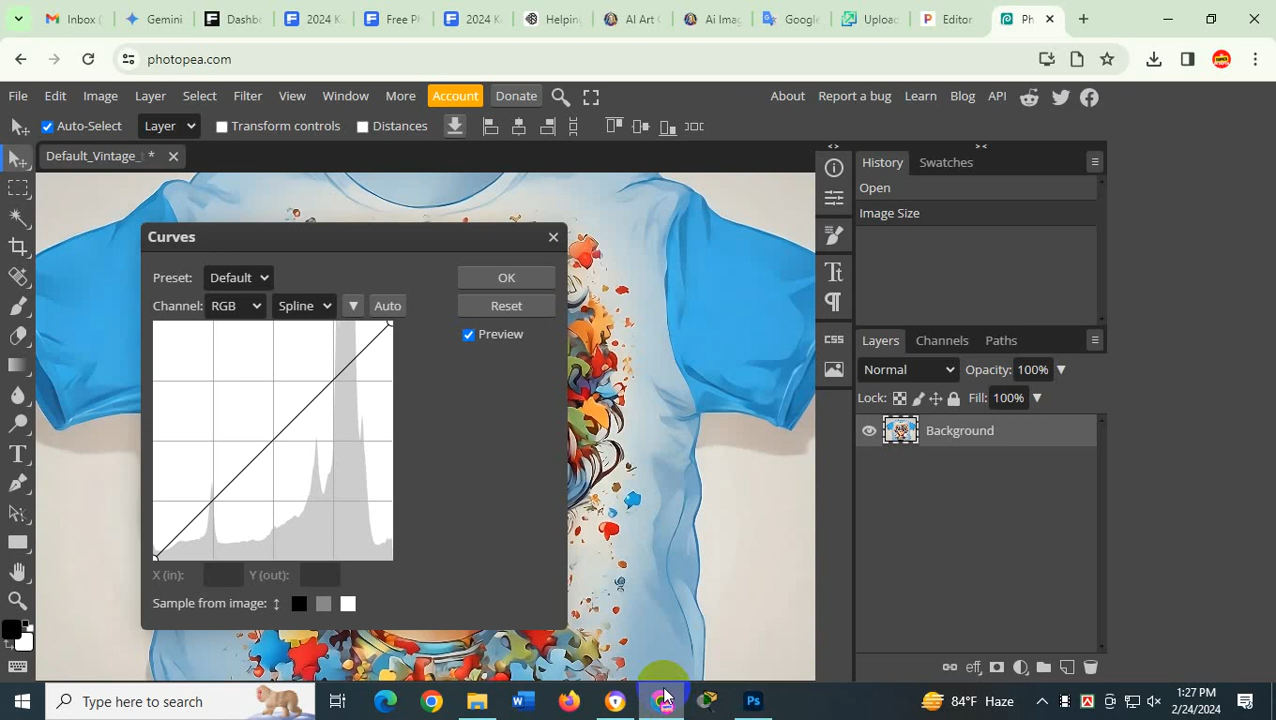 Inbox (
Gemini
Dashb
2024 K
Free P
2024 K
Helping
AI Art
Ai Imag
Google
Uploa
Editor
Ph
photopea.com
File Edit Image Layer Select Filter View Window More Account Donate About Report a bug Learn Blog API
Auto-Select Layer Transform controls Distances
Default_Vintage_ *
History Swatches
Open
Image Size
Curves
Preset: Default OK
Channel: RGB Spline Auto Reset
Preview
X (in): Y (out):
Sample from image:
CSS
Layers Channels Paths
Normal Opacity: 100%
Lock: Fill: 100%
Background
eff
Type here to search
84°F Haze
1:27 PM
2/24/2024